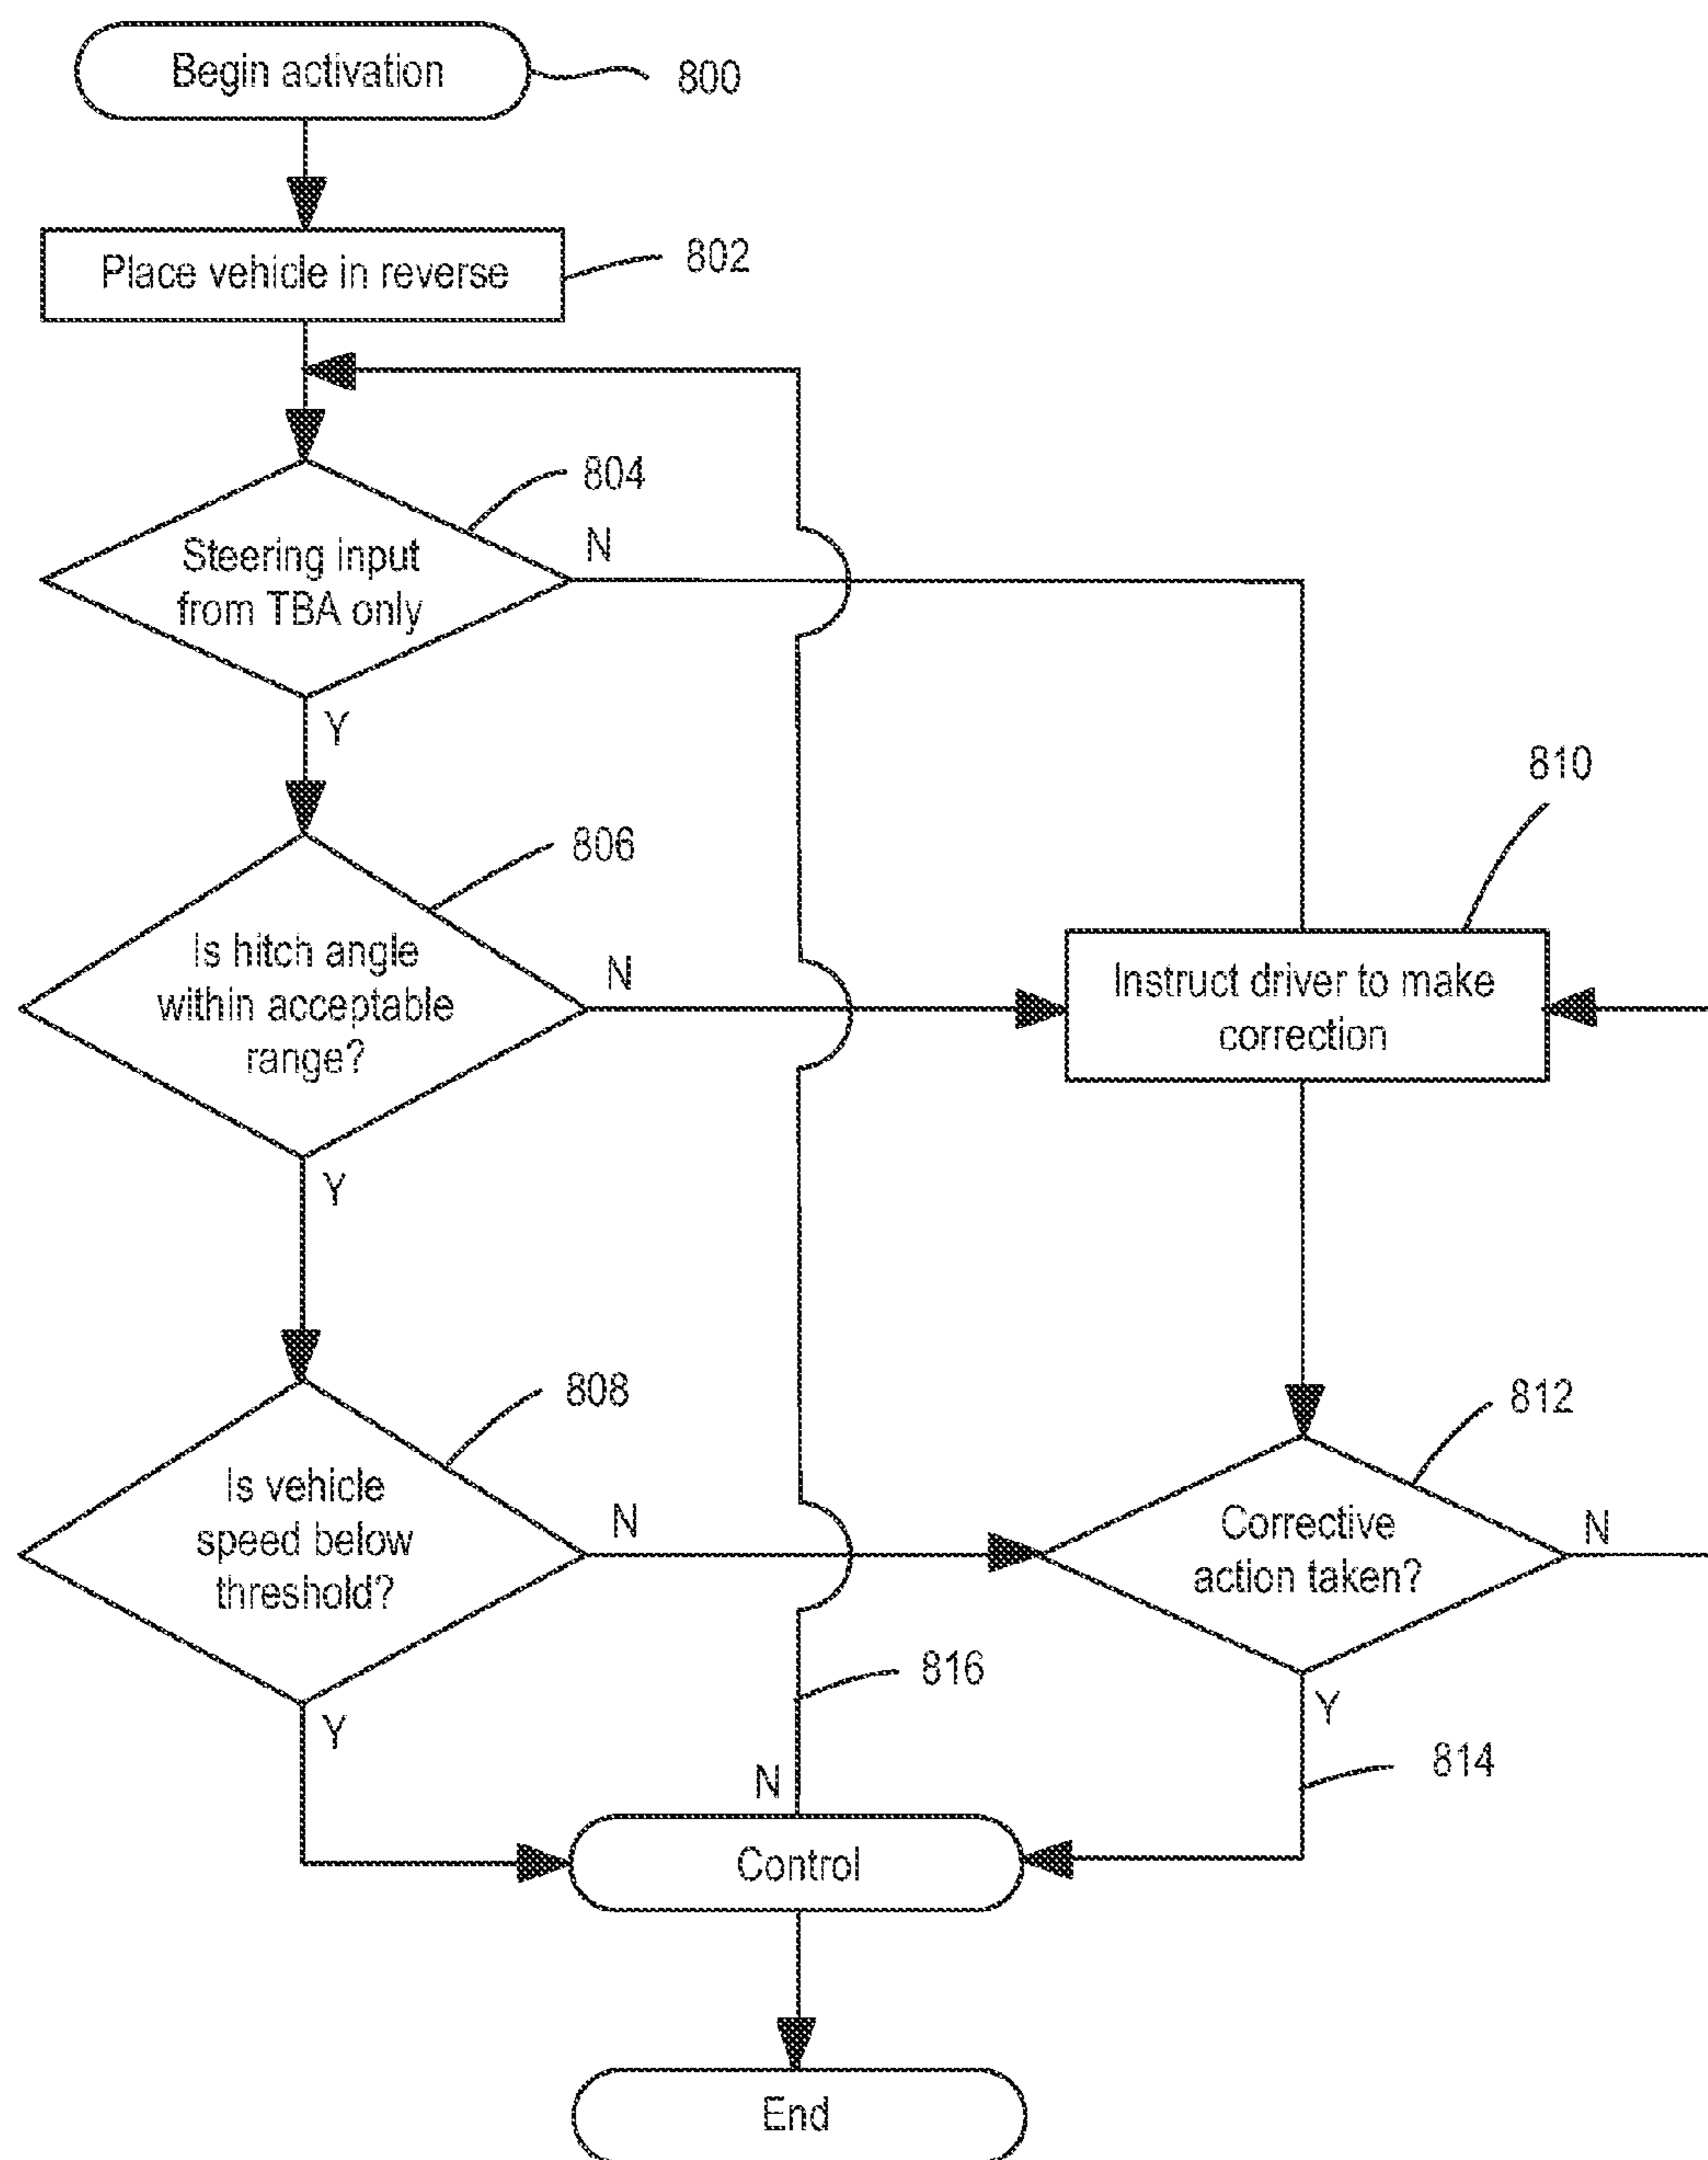 Begin activation
800
Place vehicle in reverse
802
804
Steering input
from TBA only
N
Y
810
806
Is hitch angle
within acceptable
range?
N
Instruct driver to make
correction
Y
808
812
Is vehicle
speed below
threshold?
N
Corrective
action taken?
N
816
Y
Y
814
N
Control
End